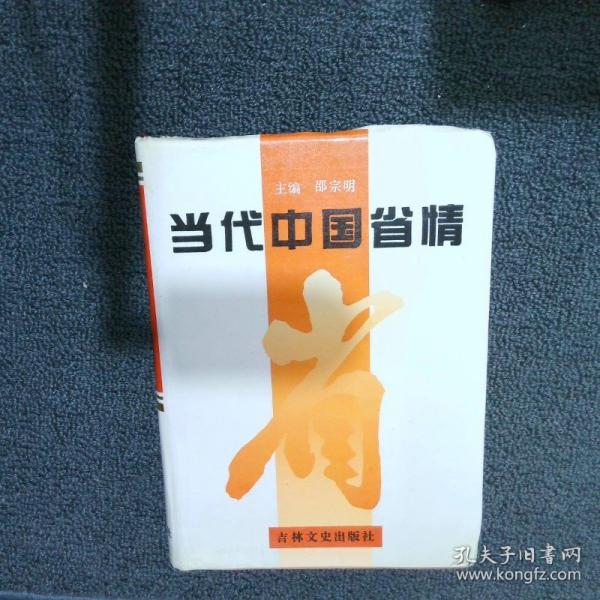 主编 邵宗明
当代中国省情
省
吉林文史出版社
孔夫子旧书网
www.kongfz.com